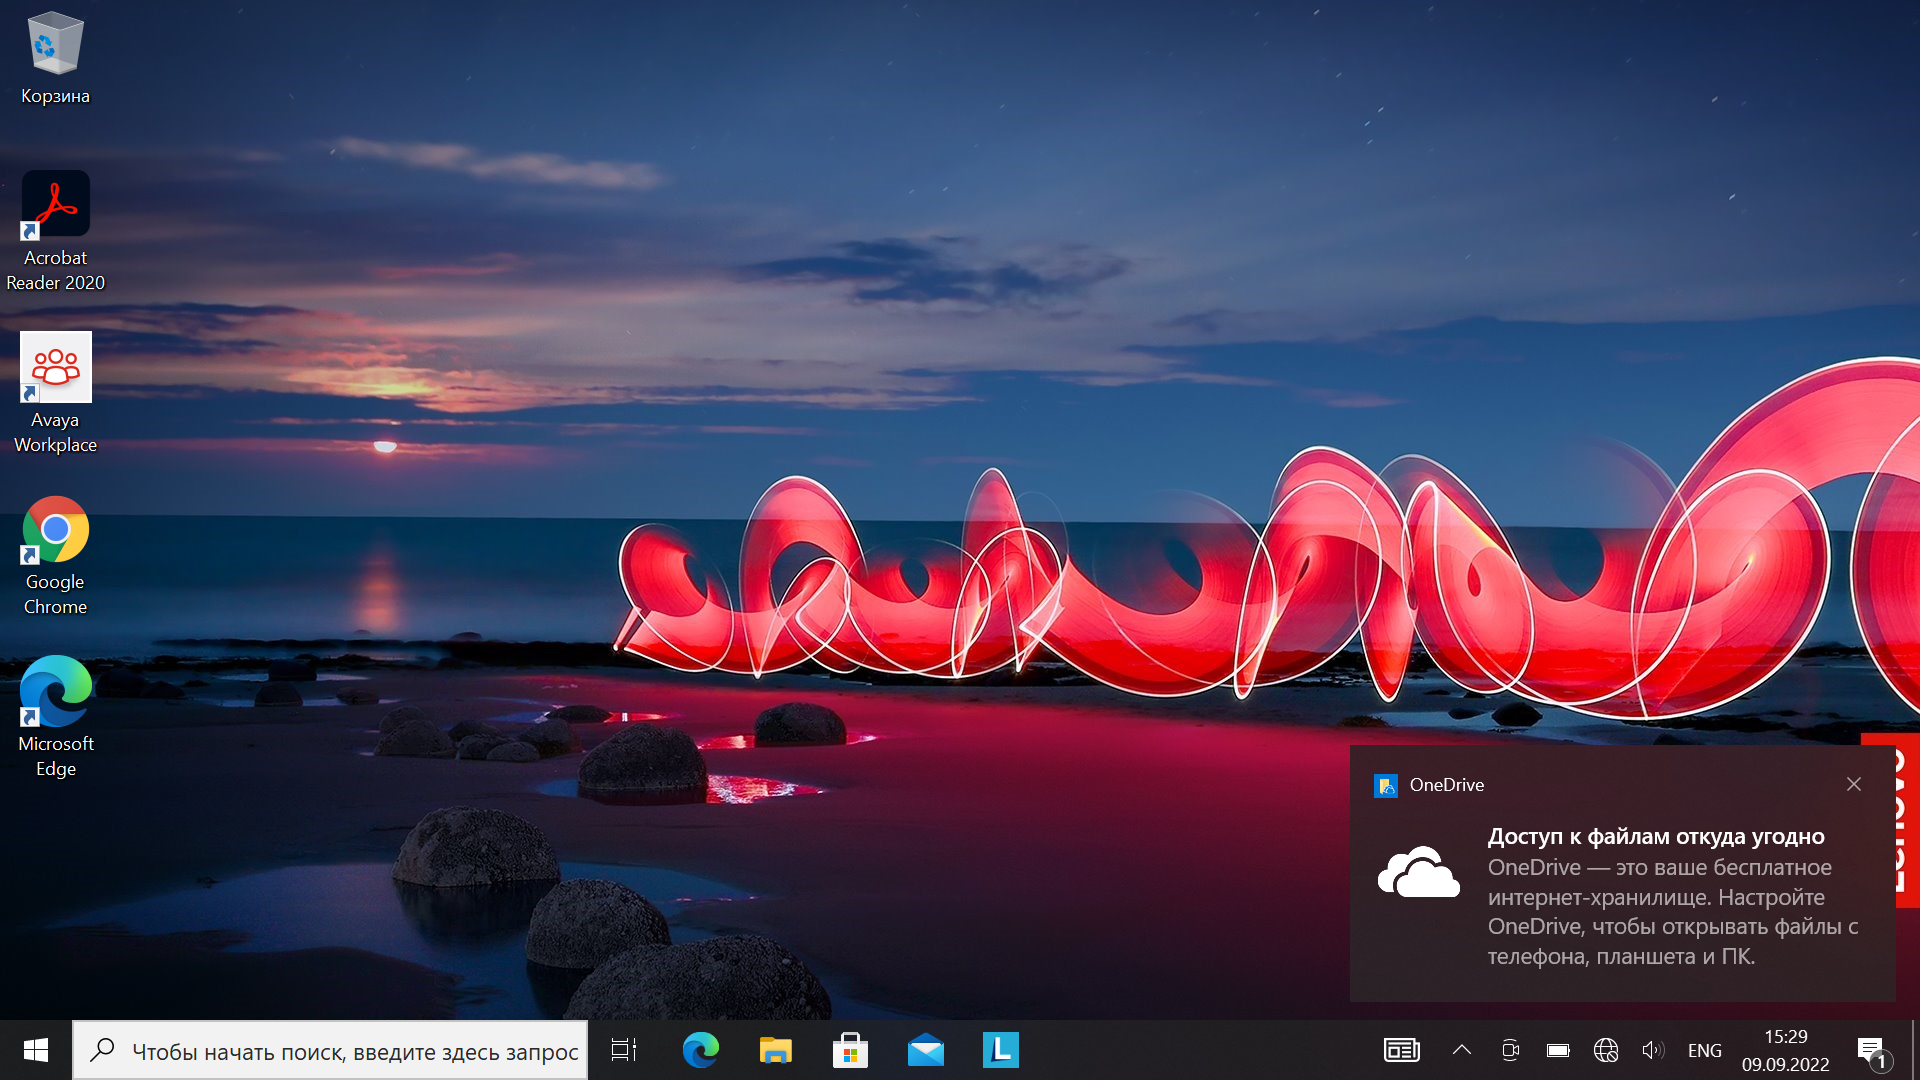 Корзина
Acrobat
Reader 2020
Avaya
Workplace
Google
Chrome
Microsoft
Edge
Lenovo
OneDrive
Доступ к файлам откуда угодно
OneDrive — это ваше бесплатное
интернет-хранилище. Настройте
OneDrive, чтобы открывать файлы с
телефона, планшета и ПК.
Чтобы начать поиск, введите здесь запрос
L
ENG
15:29
09.09.2022
1